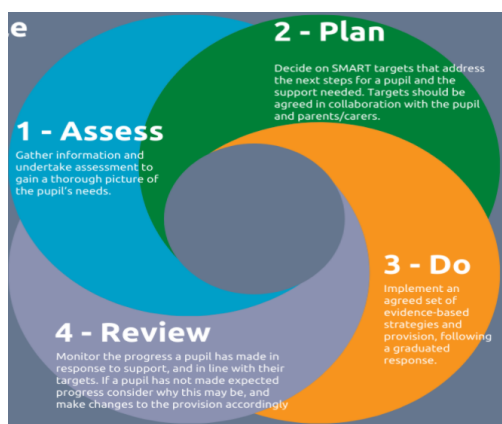 e
1 - Assess
Gather information and
undertake assessment to
gain a thorough picture of
the pupil's needs.
2 - Plan
Decide on SMART targets that address
the next steps for a pupil and the
support needed. Targets should be
agreed in collaboration with the pupil
and parents/carers.
3 - Do
Implement an
agreed set of
evidence-based
strategies and
provision, following
a graduated
response.
4 - Review
Monitor the progress a pupil has made in
response to support, and in line with their
targets. If a pupil has not made expected
progress consider why this may be, and
make changes to the provision accordingly